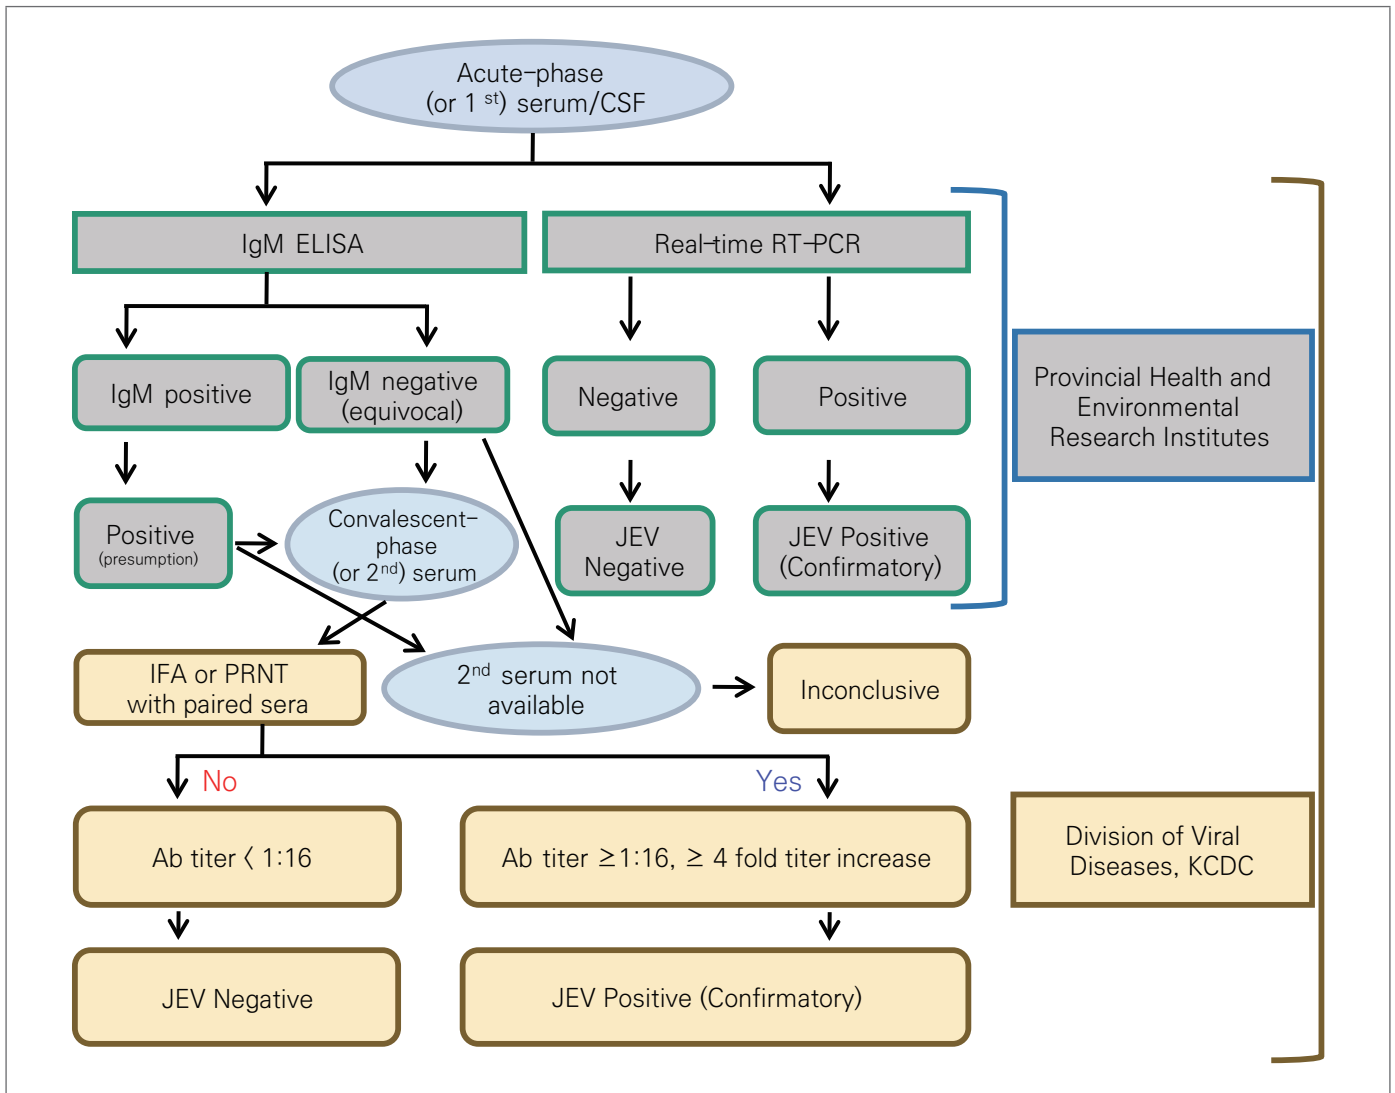 Acute-phase
(or 1 st) serum/CSF
IgM ELISA
Real-time RT-PCR
IgM positive
IgM negative
(equivocal)
Negative
Positive
Provincial Health and
Environmental
Research Institutes
Positive
(presumption)
Convalescent-
phase
(or 2nd) serum
JEV
Negative
JEV Positive
(Confirmatory)
IFA or PRNT
with paired sera
2nd serum not
available
Inconclusive
No
Yes
Ab titer < 1:16
Ab titer ≥1:16, ≥ 4 fold titer increase
Division of Viral
Diseases, KCDC
JEV Negative
JEV Positive (Confirmatory)